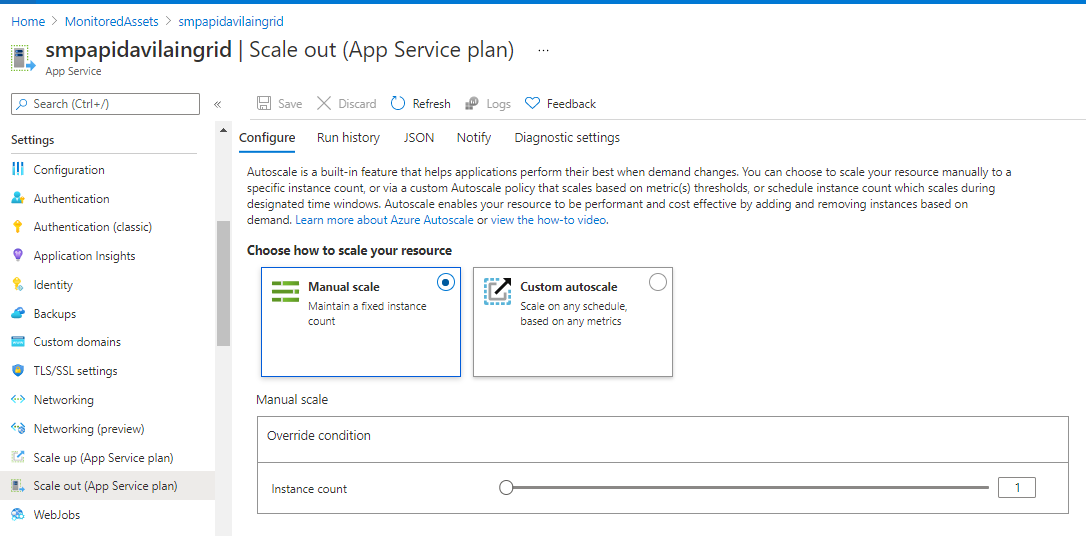 Home > MonitoredAssets > smpapidavilaingrid
smpapidavilaingrid | Scale out (App Service plan) ...
App Service
Search (Ctrl+/) «
Save Discard Refresh Logs Feedback
Settings
Configuration
Authentication
Authentication (classic)
Application Insights
Identity
Backups
Custom domains
TLS/SSL settings
Networking
Networking (preview)
Scale up (App Service plan)
Scale out (App Service plan)
WebJobs
Configure Run history JSON Notify Diagnostic settings
Autoscale is a built-in feature that helps applications perform their best when demand changes. You can choose to scale your resource manually to a
specific instance count, or via a custom Autoscale policy that scales based on metric(s) thresholds, or schedule instance count which scales during
designated time windows. Autoscale enables your resource to be performant and cost effective by adding and removing instances based on
demand. Learn more about Azure Autoscale or view the how-to video.
Choose how to scale your resource
Manual scale
Maintain a fixed instance
count
Custom autoscale
Scale on any schedule,
based on any metrics
Manual scale
Override condition
Instance count 1